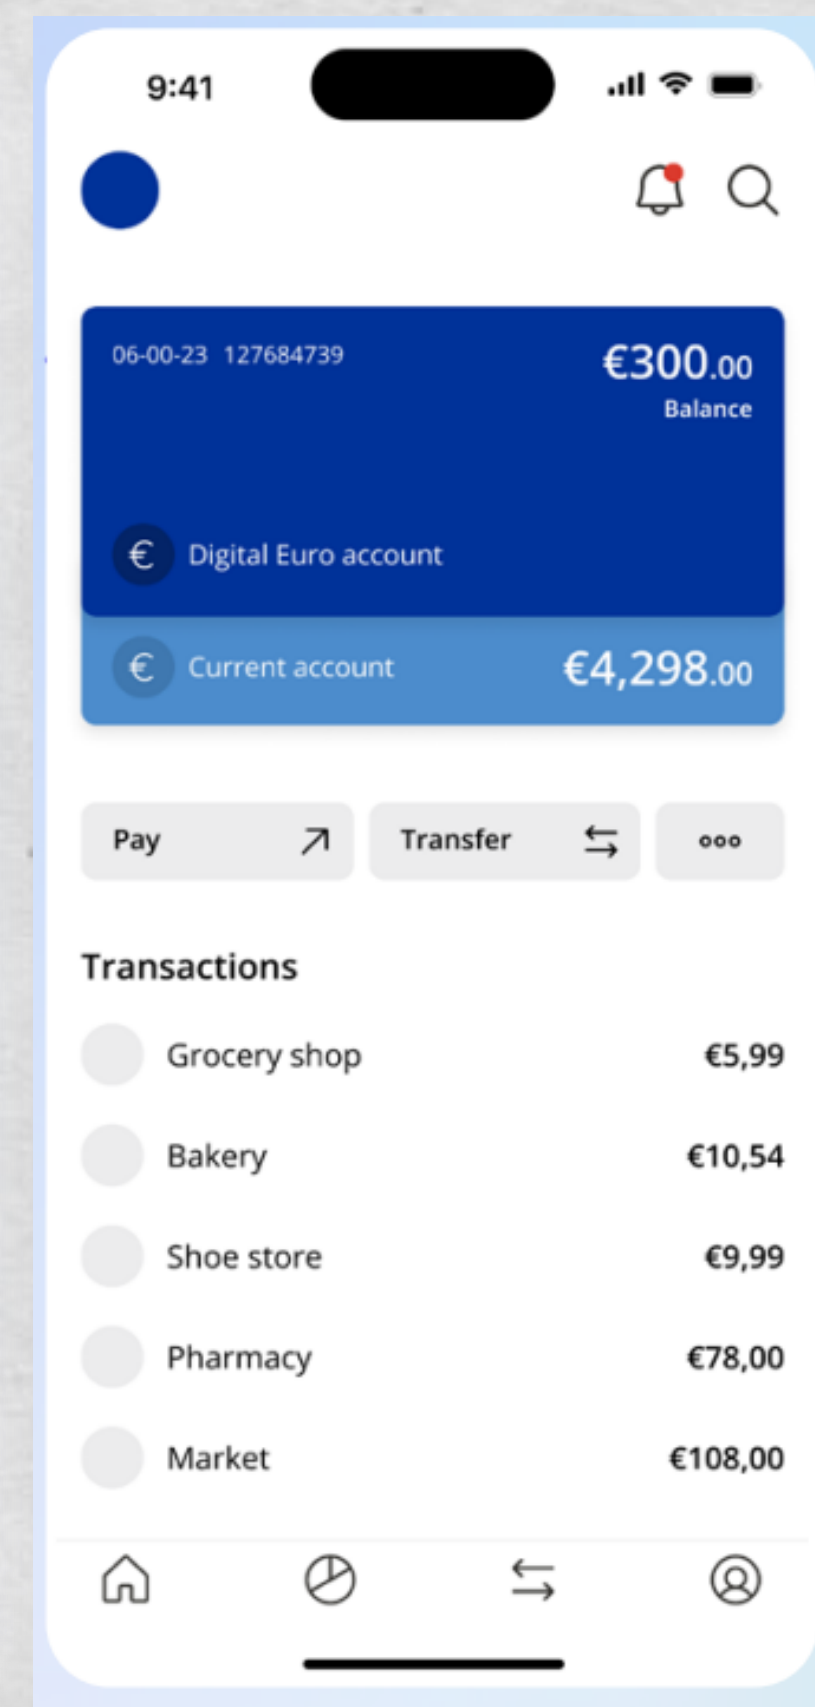 9:41
06-00-23 127684739
€300.00
Balance
€ Digital Euro account
€ Current account €4,298.00
Pay Transfer
Transactions
Grocery shop €5,99
Bakery €10,54
Shoe store €9,99
Pharmacy €78,00
Market €108,00